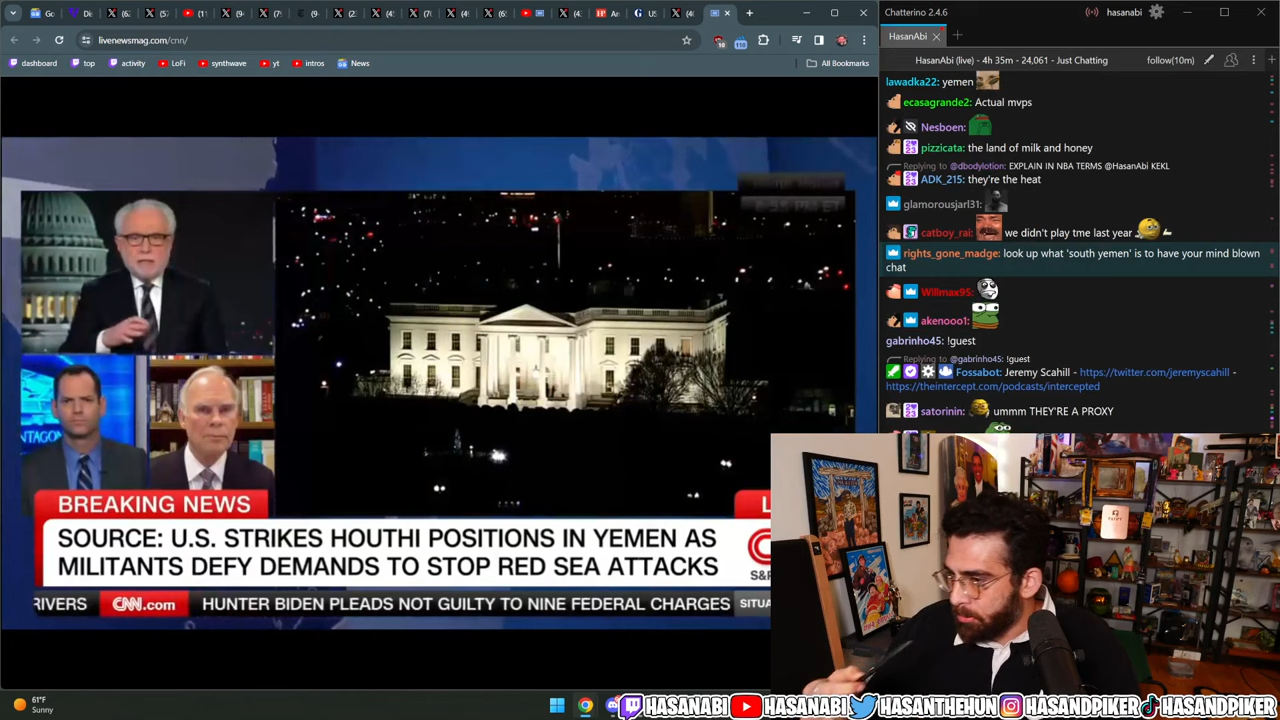 livenewsmag.com/cnn/
dashboard
top
activity
LoFi
synthwave
yt
intros
News
All Bookmarks
BREAKING NEWS
SOURCE: U.S. STRIKES HOUTHI POSITIONS IN YEMEN AS
MILITANTS DEFY DEMANDS TO STOP RED SEA ATTACKS
RIVERS
CNN.com
HUNTER BIDEN PLEADS NOT GUILTY TO NINE FEDERAL CHARGES
SITUA
61°F
Sunny
Chatterino 2.4.6
hasanabi
HasanAbi
HasanAbi (live) - 4h 35m - 24,061 - Just Chatting
follow(10m)
lawadka22: yemen
ecasagrande2: Actual mvps
Nesboen:
pizzicata: the land of milk and honey
Replying to @dbodylotion: EXPLAIN IN NBA TERMS @HasanAbi KEKL
ADK_215: they're the heat
glamorousjarl31:
catboy_rai: we didn't play tme last year
rights_gone_madge: look up what 'south yemen' is to have your mind blown
chat
Willmax95:
akenooo1:
gabrinho45: !guest
Replying to @gabrinho45: !guest
Fossabot: Jeremy Scahill - https://twitter.com/jeremyscahill -
https://theintercept.com/podcasts/intercepted
satorinin: ummm THEY'RE A PROXY
HASANABI HASANABI HASANTHEHUN HASANDPIKER HASANDPIKER